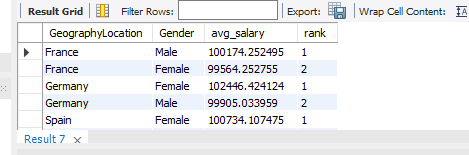 Result Grid Filter Rows: Export: Wrap Cell Content:
GeographyLocation Gender avg_salary rank
France Male 100174.252495 1
France Female 99564.252755 2
Germany Female 102446.424124 1
Germany Male 99905.033959 2
Spain Female 100734.107475 1
Result 7